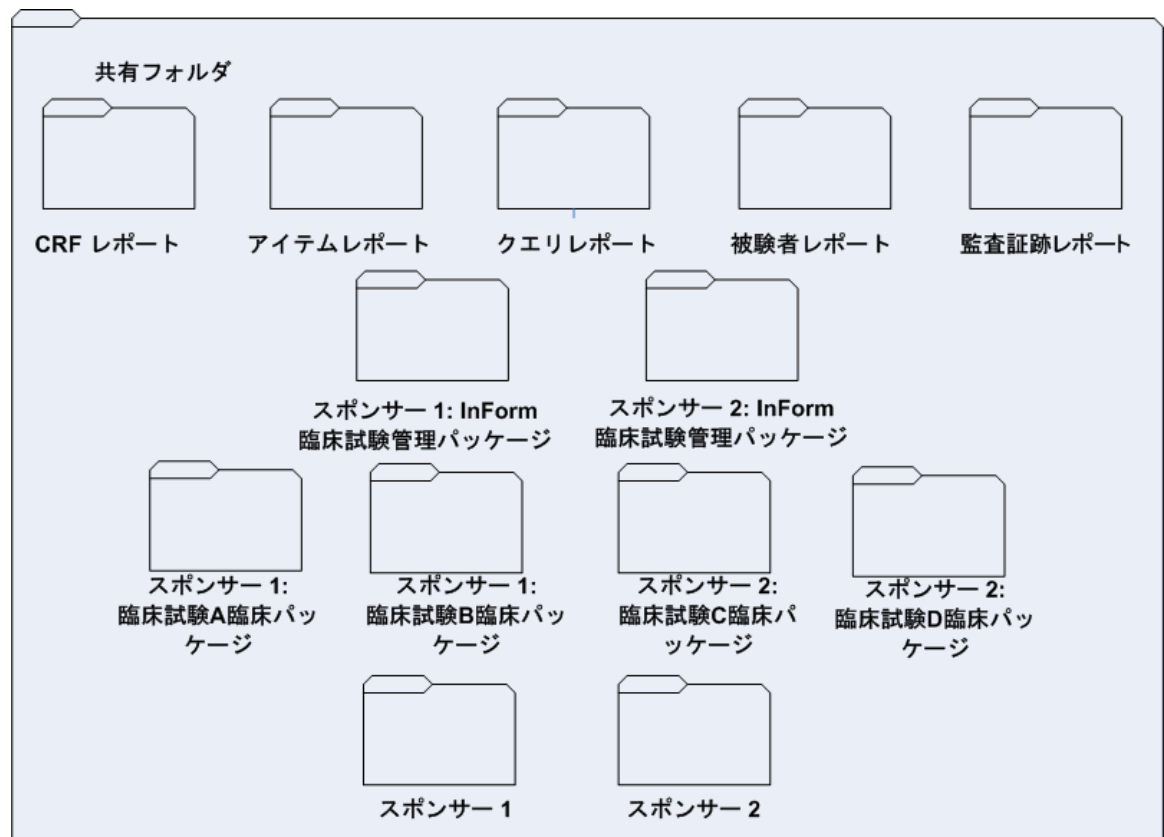 共有フォルダ
CRF レポート
アイテムレポート
クエリレポート
被験者レポート
監査証跡レポート
スポンサー 1: InForm
臨床試験管理パッケージ
スポンサー 2: InForm
臨床試験管理パッケージ
スポンサー 1:
臨床試験A臨床パッ
ケージ
スポンサー 1:
臨床試験B臨床パッ
ケージ
スポンサー 2:
臨床試験C臨床パ
ッケージ
スポンサー 2:
臨床試験D臨床パッ
ケージ
スポンサー 1
スポンサー 2